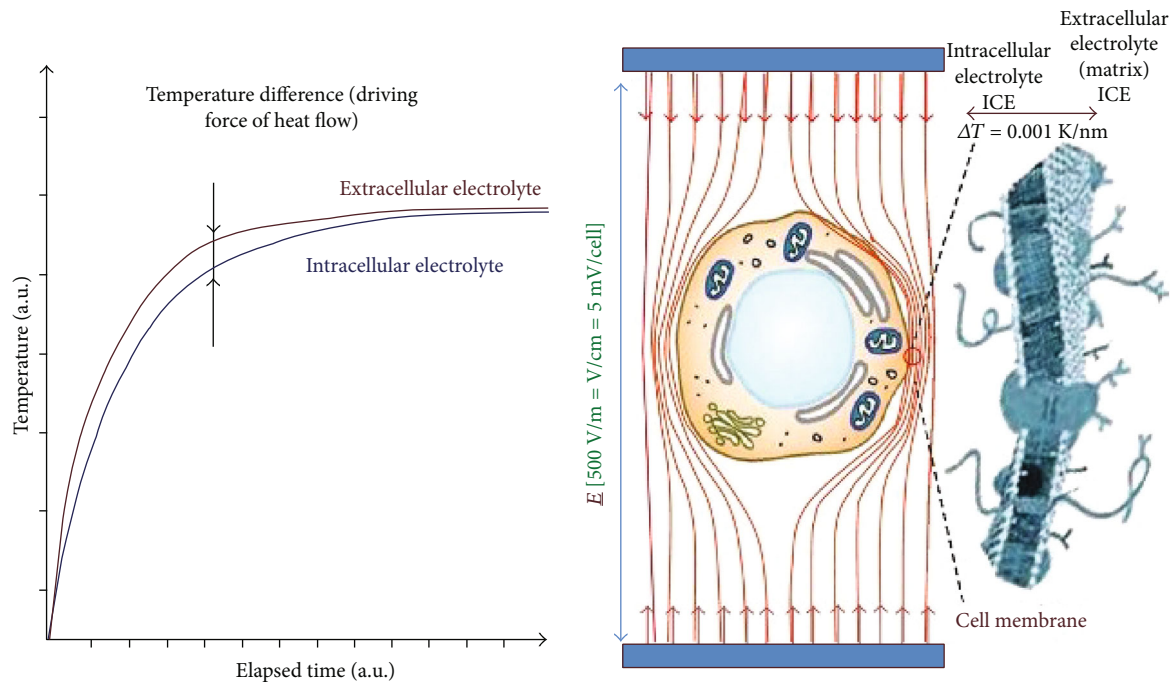 Temperature difference (driving
force of heat flow)
Extracellular electrolyte
Intracellular electrolyte
Temperature (a.u.)
Elapsed time (a.u.)
E [500 V/m = V/cm = 5 mV/cell]
Intracellular
electrolyte
ICE
Extracellular
electrolyte
(matrix)
ICE
ΔT = 0.001 K/nm
Cell membrane